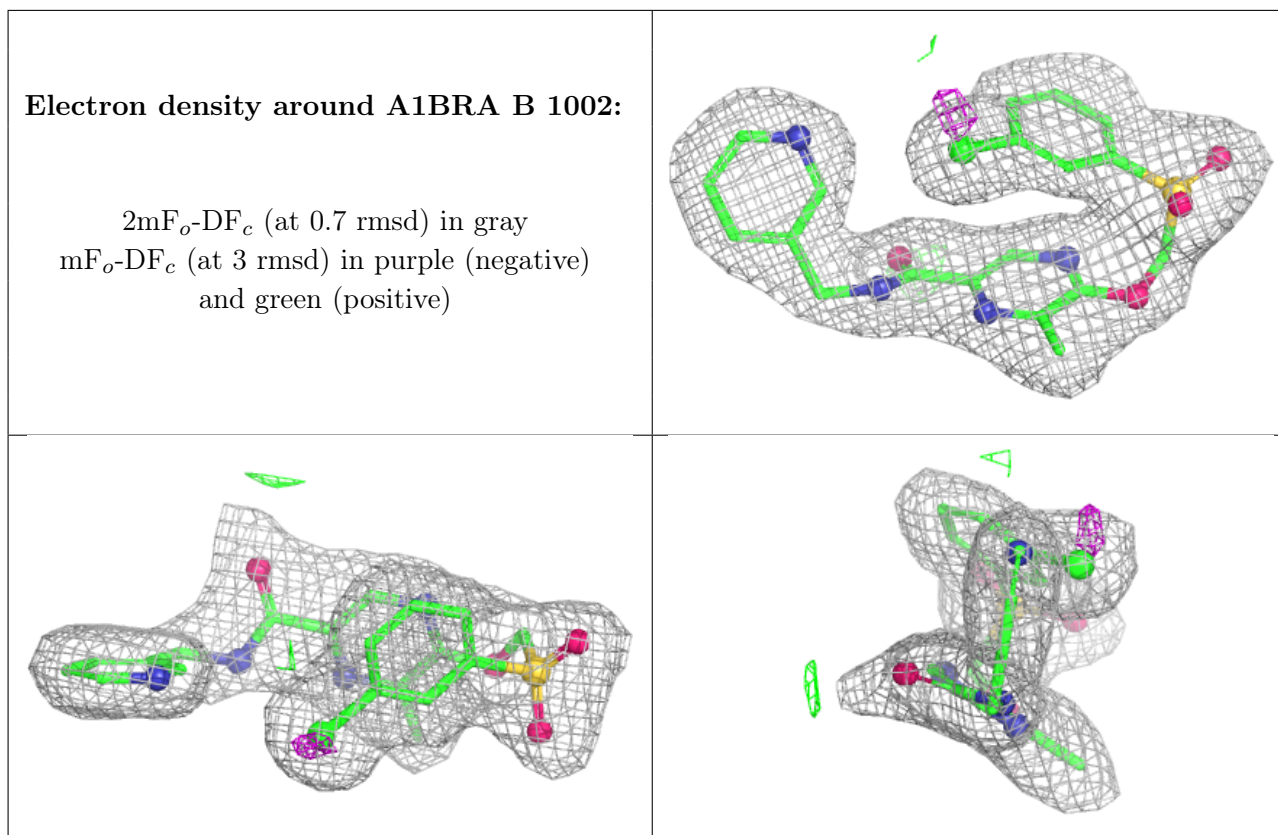 Electron density around A1BRA B 1002:
2mFₒ-DF𝒸 (at 0.7 rmsd) in gray
mFₒ-DF𝒸 (at 3 rmsd) in purple (negative)
and green (positive)